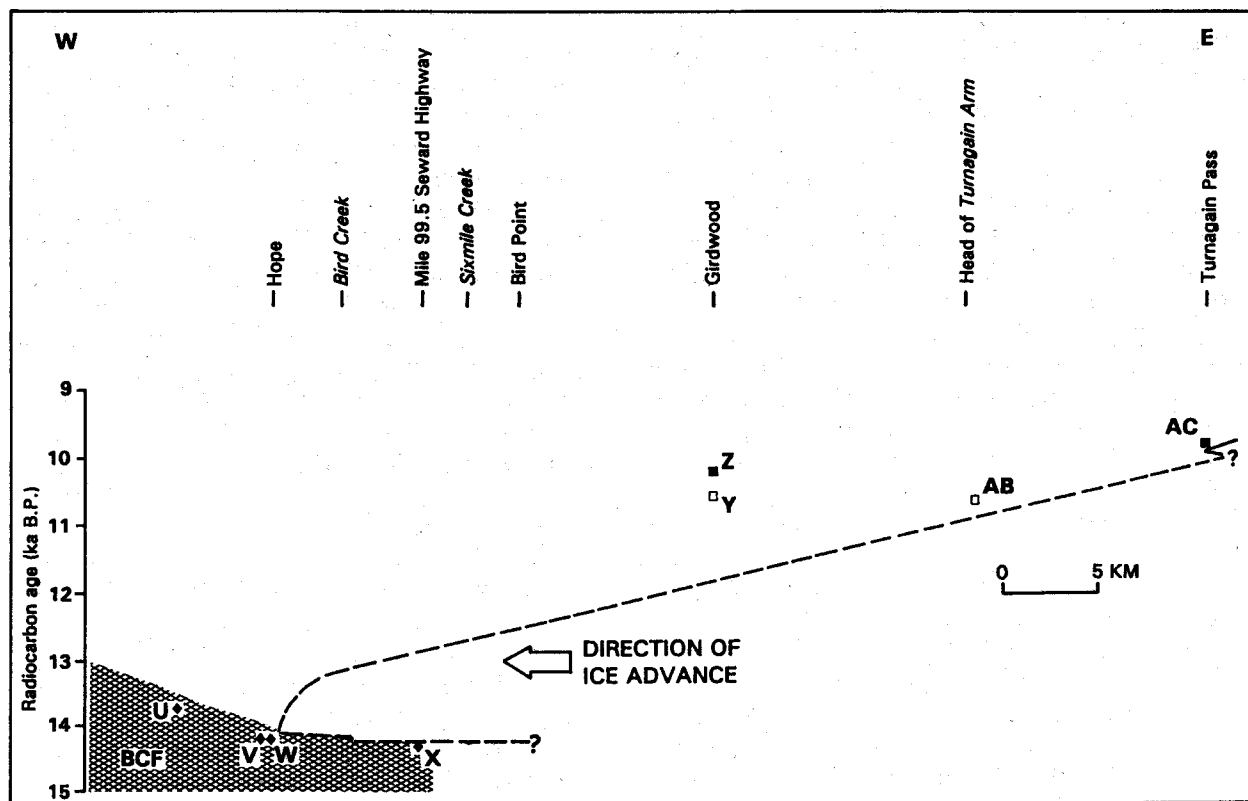 W
E
Hope
Bird Creek
Mile 99.5 Seward Highway
Sixmile Creek
Bird Point
Girdwood
Head of Turnagain Arm
Turnagain Pass
Radiocarbon age (ka B.P.)
9
10
11
12
13
14
15
AC
?
Z
Y
AB
0 5 KM
DIRECTION OF
ICE ADVANCE
U
V W
X
?
BCF